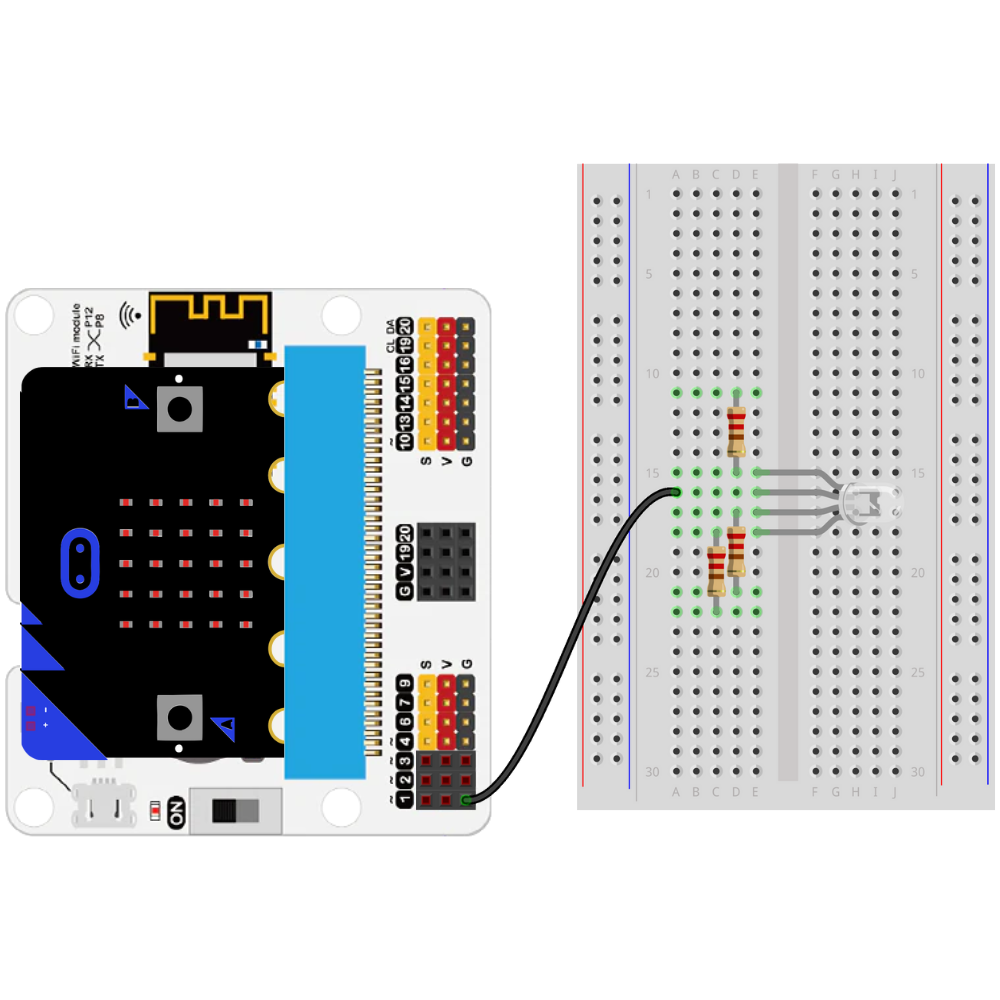 WiFi module
RX P12
TX P8
CL DA
~ 10 13 14 15 16 19 20
S V G
G V 19 20
S V G
~ 1 ~ 2 ~ 3 ~ 4 6 7 9
B
A
ON
A B C D E F G H I J
1 1
5 5
10 10
15 15
20 20
25 25
30 30
A B C D E F G H I J